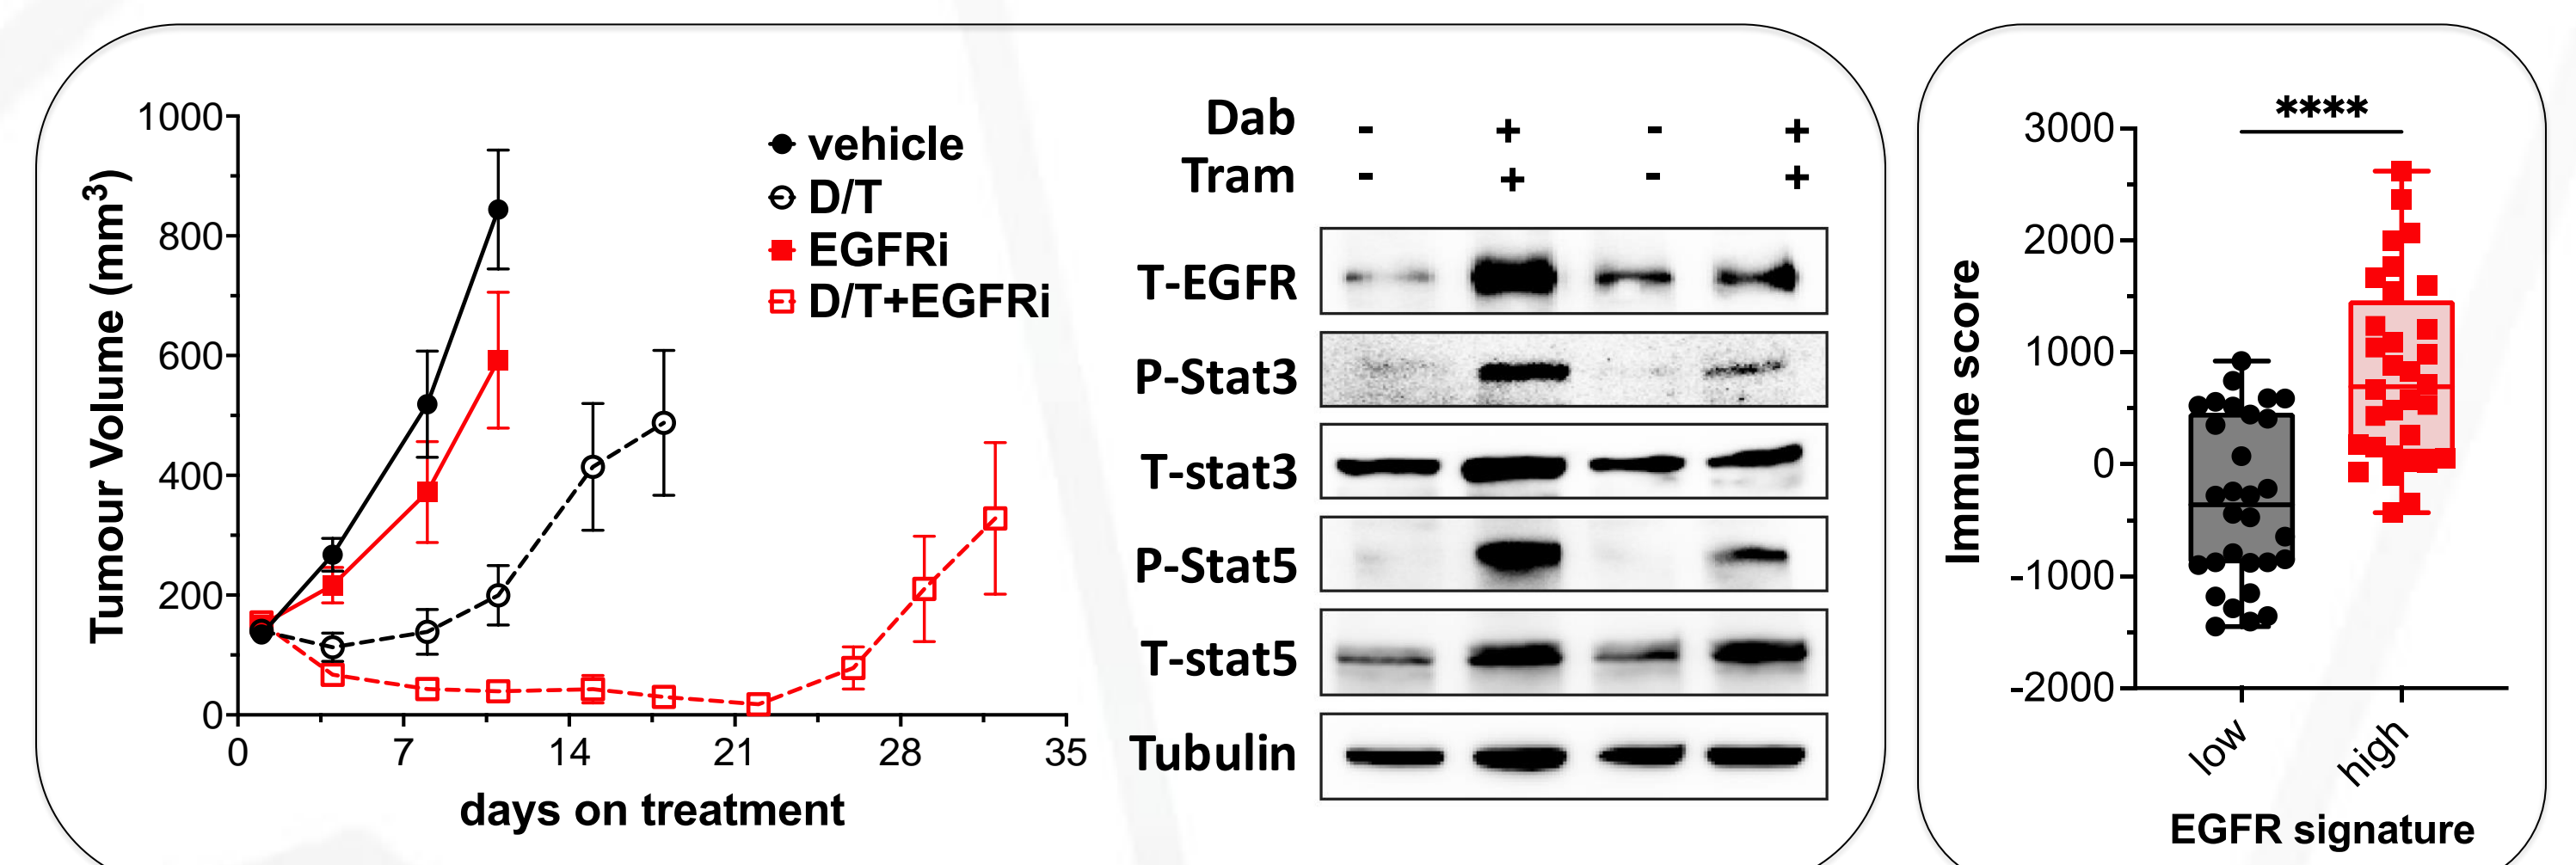 1000
800
600
400
200
0
Tumour Volume (mm³)
0 7 14 21 28 35
days on treatment
vehicle
D/T
EGFRi
D/T+EGFRi
Dab - + - +
Tram - + - +
T-EGFR
P-Stat3
T-stat3
P-Stat5
T-stat5
Tubulin
****
3000
2000
1000
0
-1000
-2000
Immune score
low high
EGFR signature